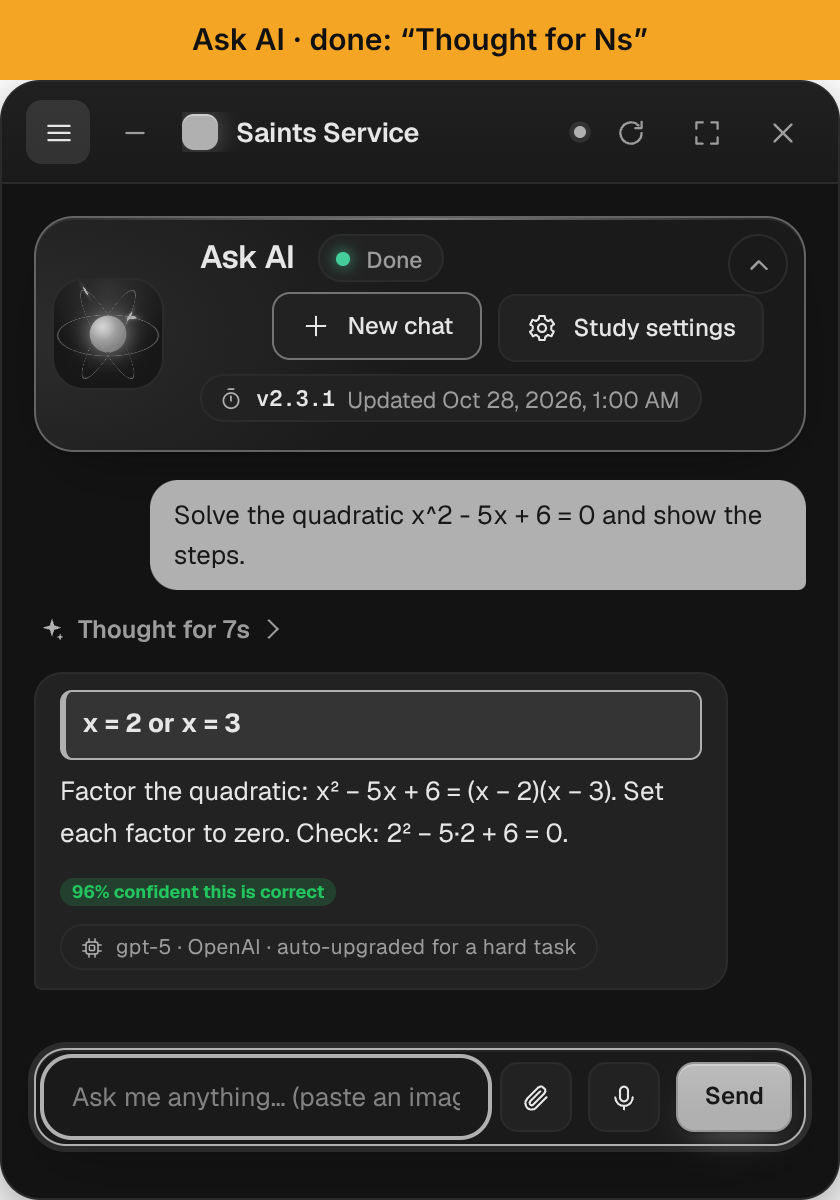 Ask AI · done: “Thought for Ns”
Saints Service
Ask AI
Done
New chat
Study settings
v2.3.1 Updated Oct 28, 2026, 1:00 AM
Solve the quadratic x^2 - 5x + 6 = 0 and show the
steps.
Thought for 7s
x = 2 or x = 3
Factor the quadratic: x² − 5x + 6 = (x − 2)(x − 3). Set
each factor to zero. Check: 2² − 5·2 + 6 = 0.
96% confident this is correct
gpt-5 · OpenAI · auto-upgraded for a hard task
Ask me anything… (paste an imag
Send